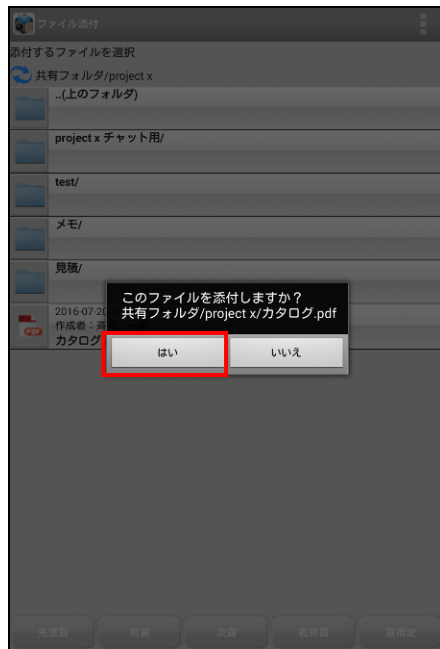 ファイル添付
添付するファイルを選択
共有フォルダ/project x
..(上のフォルダ)
project x チャット用/
test/
メモ/
見積/
このファイルを添付しますか？
共有フォルダ/project x/カタログ.pdf
2016-07-20
作成者：斉
カタログ
PDF
はい
いいえ
先頭頁
前頁
次頁
最終頁
頁指定